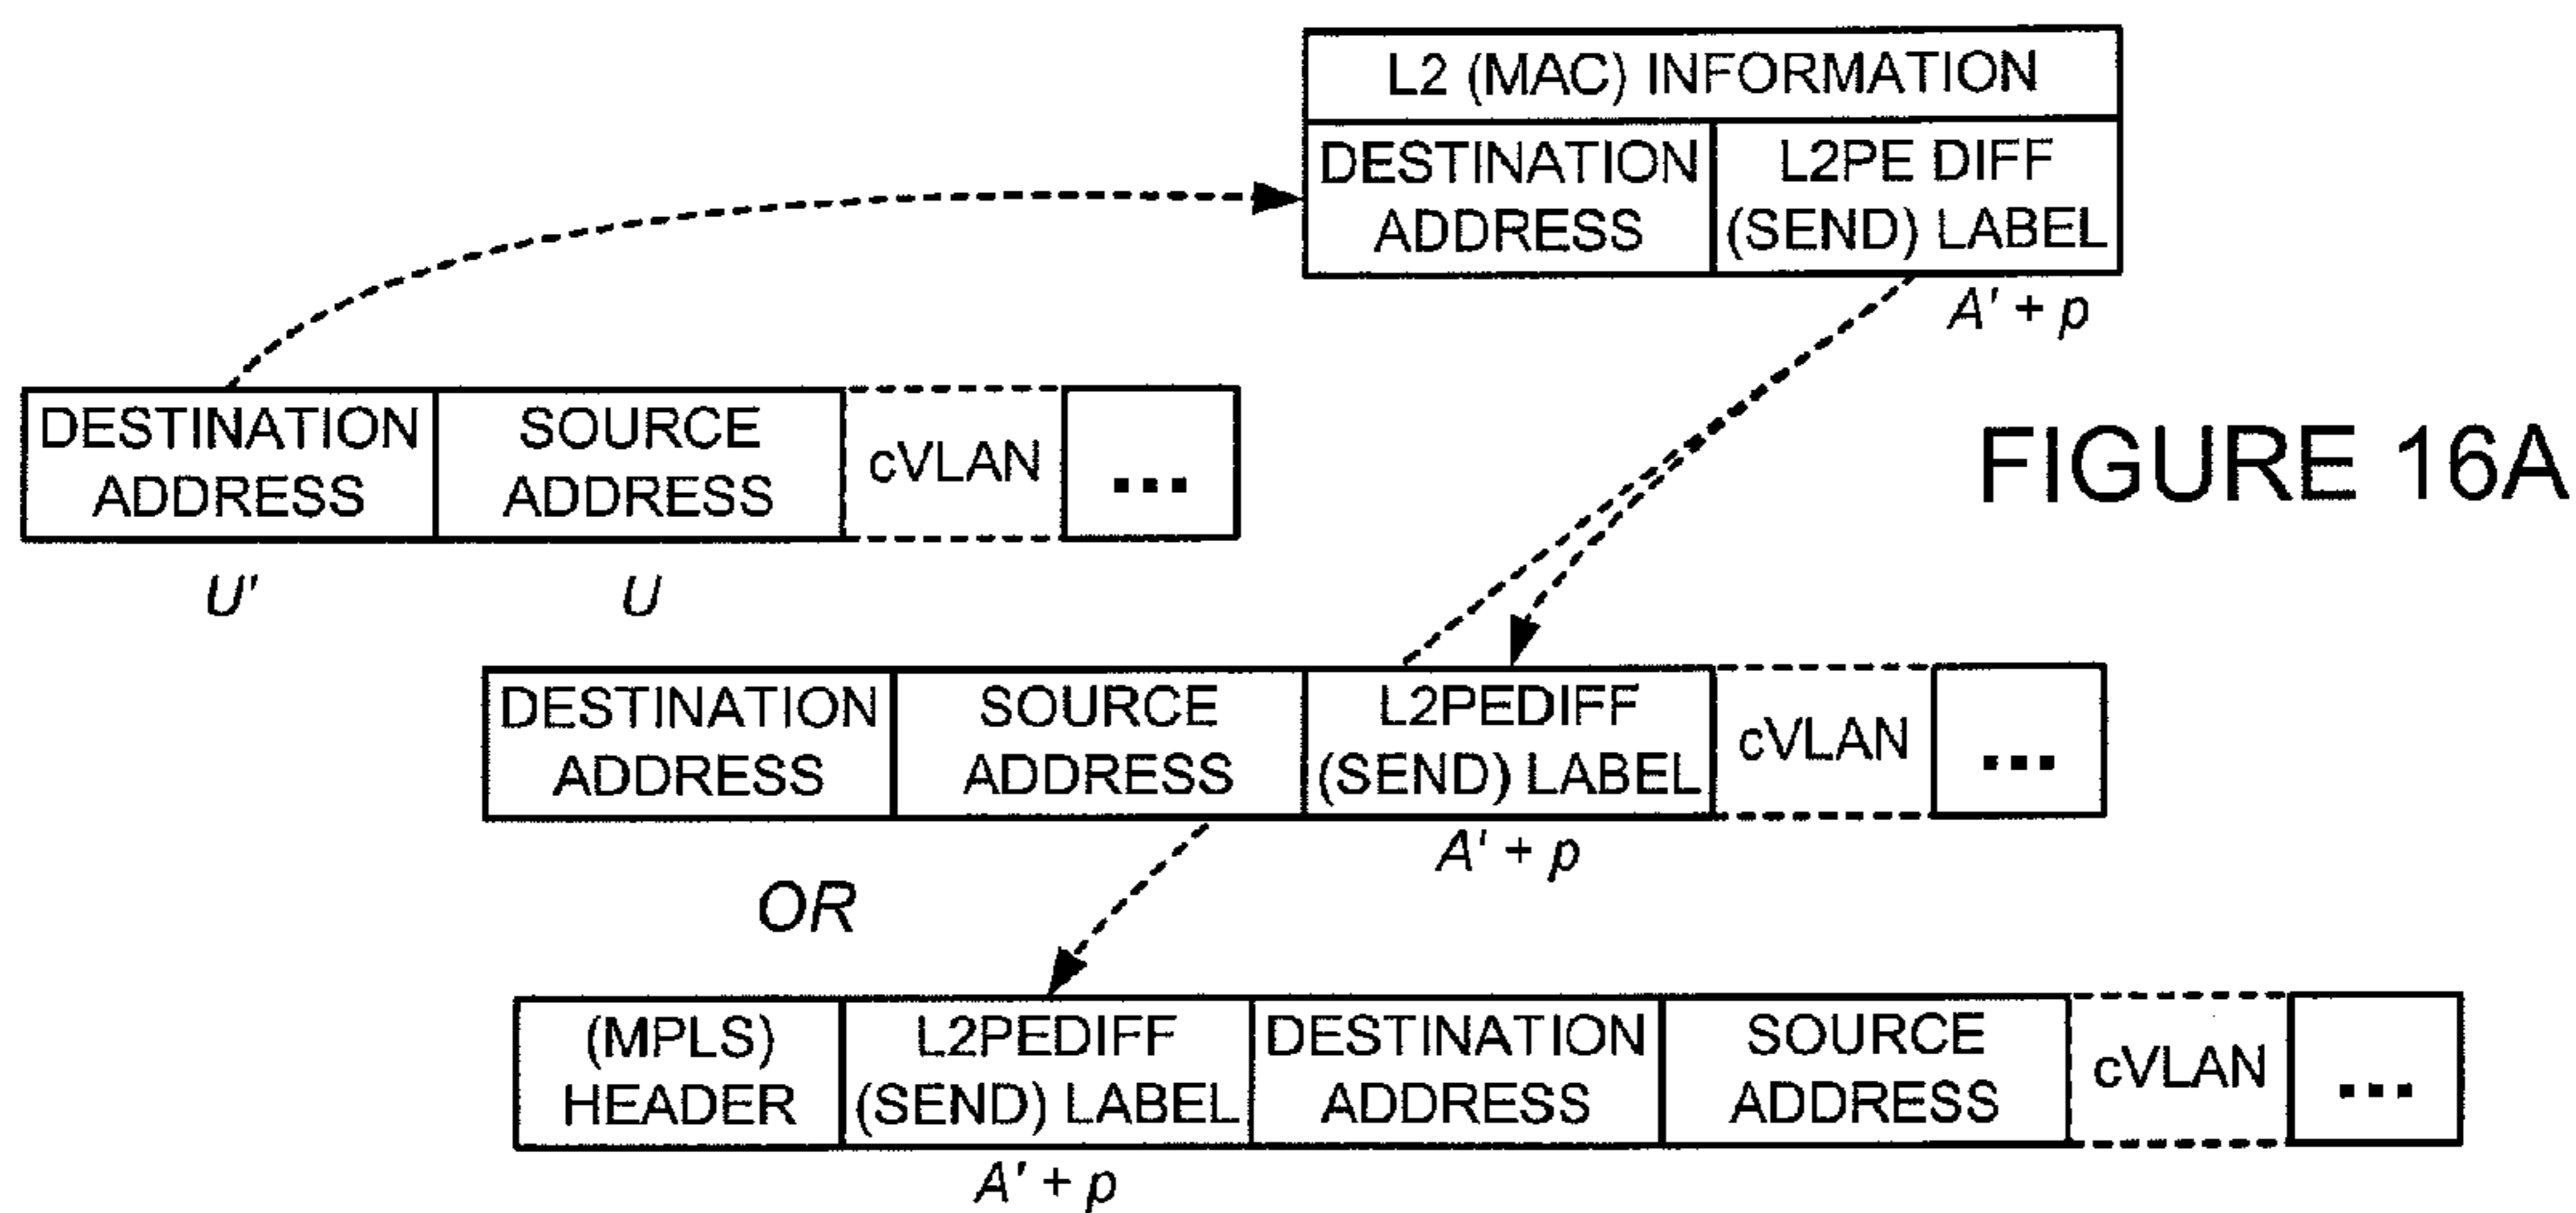 L2 (MAC) INFORMATION
DESTINATION ADDRESS
L2PE DIFF (SEND) LABEL
A' + p
DESTINATION ADDRESS
SOURCE ADDRESS
cVLAN
...
FIGURE 16A
U'
U
DESTINATION ADDRESS
SOURCE ADDRESS
L2PEDIFF (SEND) LABEL
cVLAN
...
A' + p
OR
(MPLS) HEADER
L2PEDIFF (SEND) LABEL
DESTINATION ADDRESS
SOURCE ADDRESS
cVLAN
...
A' + p